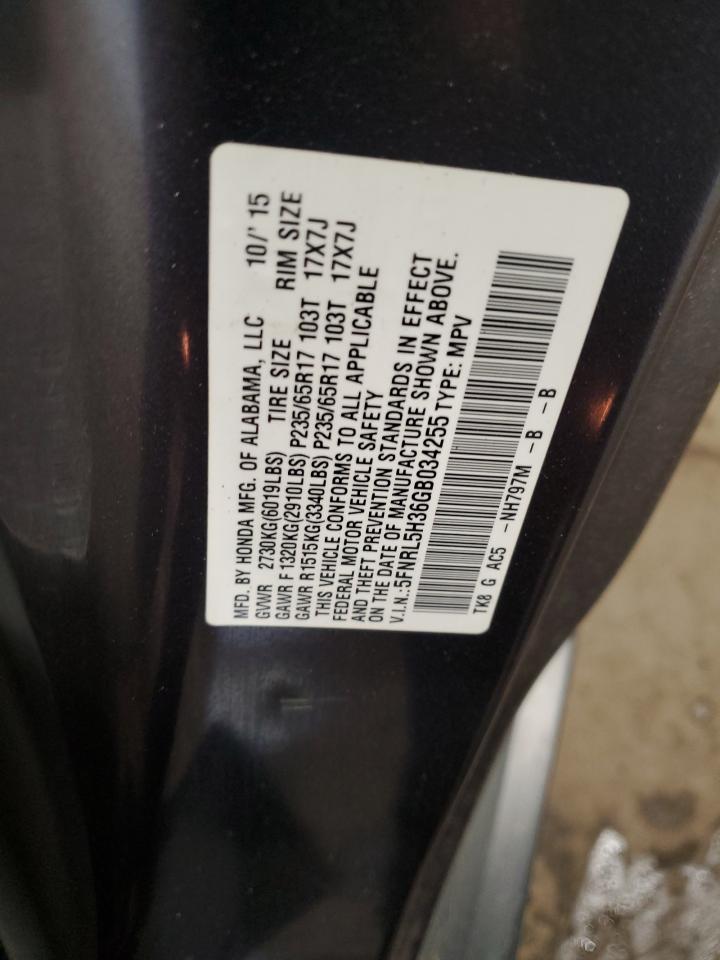 MFD. BY HONDA MFG. OF ALABAMA, LLC 10/' 15
GVWR 2730KG(6019LBS) TIRE SIZE RIM SIZE
GAWR F1320KG(2910LBS) P235/65R17 103T 17X7J
GAWR R1515KG(3340LBS) P235/65R17 103T 17X7J
THIS VEHICLE CONFORMS TO ALL APPLICABLE
FEDERAL MOTOR VEHICLE SAFETY
AND THEFT PREVENTION STANDARDS IN EFFECT
ON THE DATE OF MANUFACTURE SHOWN ABOVE.
V.I.N.:5FNRL5H36GB034255 TYPE: MPV
TK8 G AC5 -NH797M -B -B